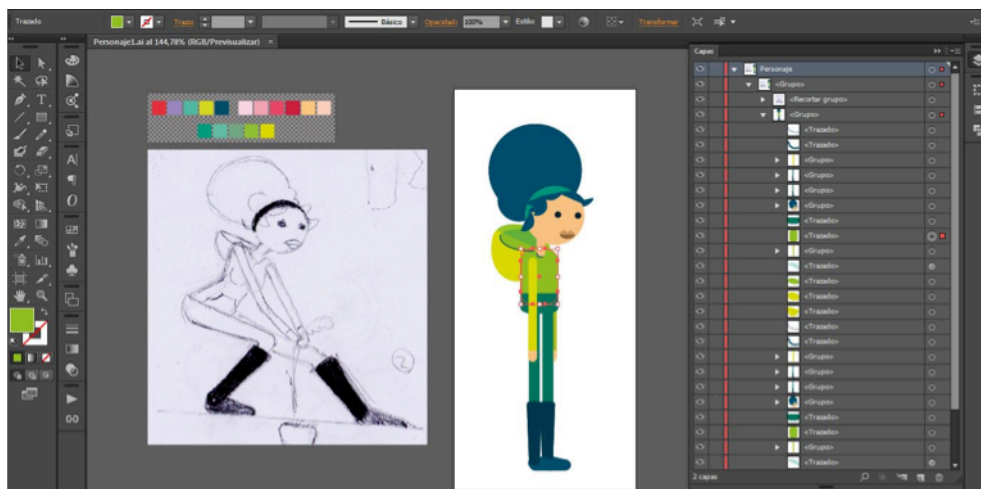 Trazado
Trazo:
Básico
Opacidad:
100%
Estilo:
Transformar
Personaje1.ai al 144,78% (RGB/Previsualizar) ×
Capas
Personaje
<Grupo>
<Recortar grupo>
<Grupo>
<Trazado>
<Trazado>
<Grupo>
<Grupo>
<Grupo>
<Grupo>
<Trazado>
<Trazado>
<Grupo>
<Trazado>
<Trazado>
<Trazado>
<Trazado>
<Trazado>
<Grupo>
<Grupo>
<Grupo>
<Grupo>
<Trazado>
<Trazado>
<Grupo>
<Trazado>
2 capas
2